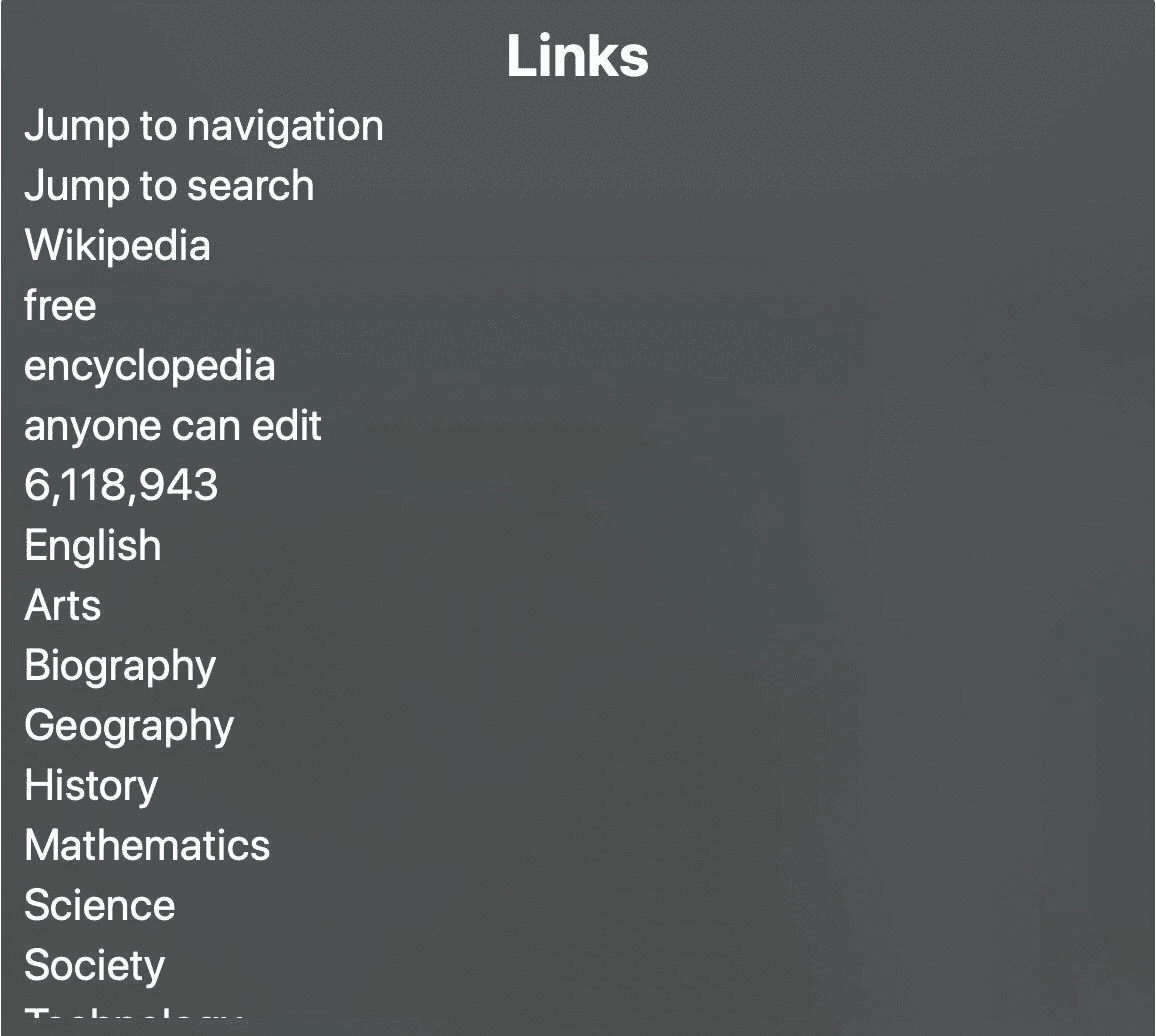 Links
Jump to navigation
Jump to search
Wikipedia
free
encyclopedia
anyone can edit
6,118,943
English
Arts
Biography
Geography
History
Mathematics
Science
Society
Technology